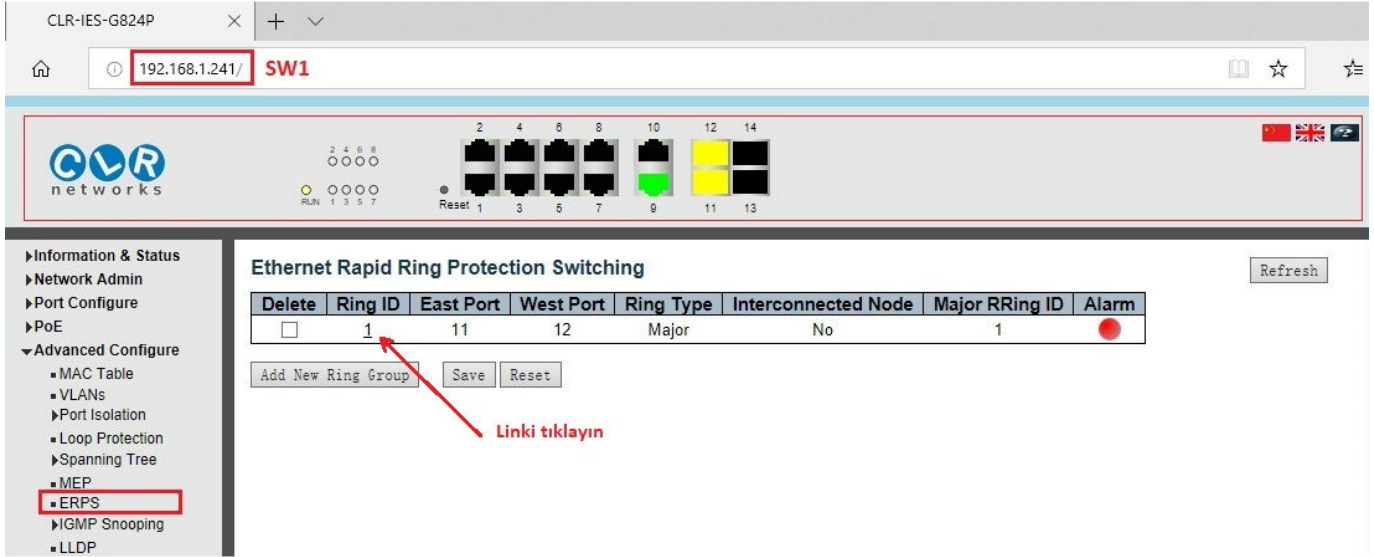 CLR-IES-G824P
192.168.1.241/ SW1
2 4 6 8 10 12 14
2 4 6 8
CLR
networks
RUN 1 3 5 7
Reset 1 3 5 7 9 11 13
Information & Status
Network Admin
Port Configure
PoE
Advanced Configure
MAC Table
VLANs
Port Isolation
Loop Protection
Spanning Tree
MEP
ERPS
IGMP Snooping
LLDP
Ethernet Rapid Ring Protection Switching
Refresh
Delete Ring ID East Port West Port Ring Type Interconnected Node Major RRing ID Alarm
1 11 12 Major No 1
Add New Ring Group Save Reset
Linki tıklayın